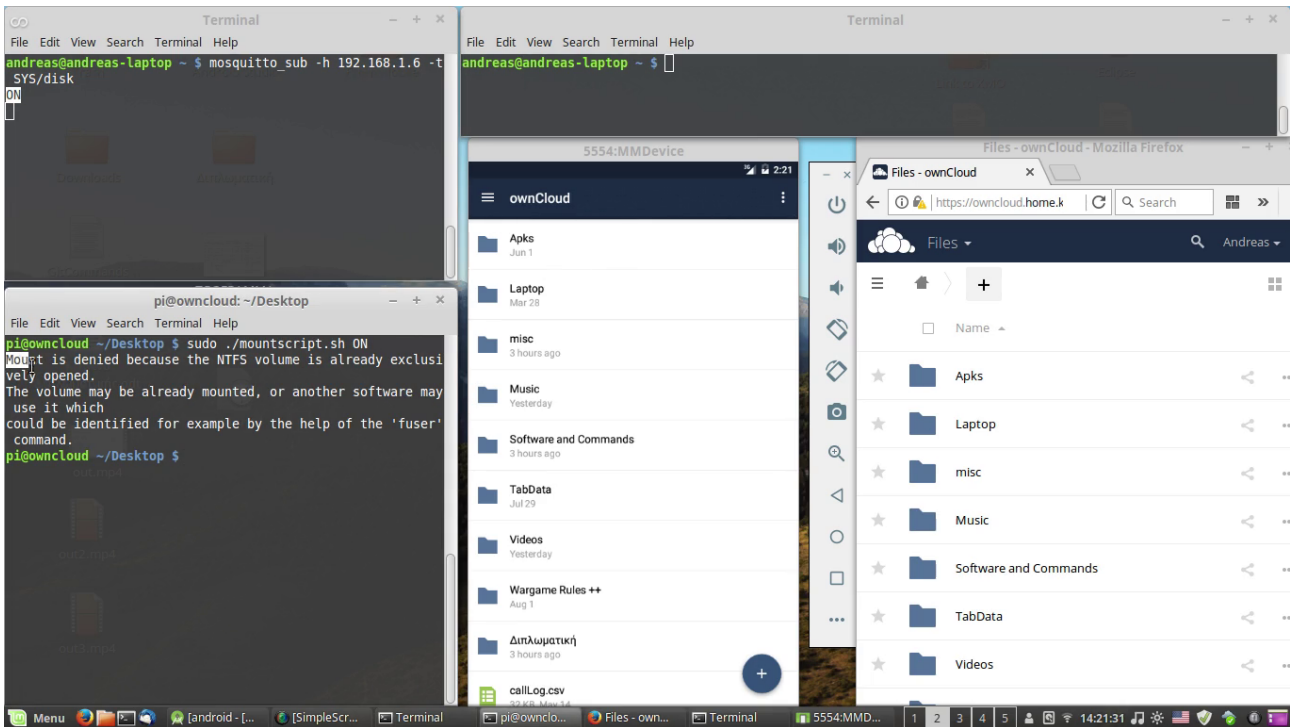 Terminal
File Edit View Search Terminal Help
andreas@andreas-laptop ~ $ mosquitto_sub -h 192.168.1.6 -t
SYS/disk
ON
Terminal
File Edit View Search Terminal Help
andreas@andreas-laptop ~ $
pi@owncloud: ~/Desktop
File Edit View Search Terminal Help
pi@owncloud ~/Desktop $ sudo ./mountscript.sh ON
Mount is denied because the NTFS volume is already exclusi
vely opened.
The volume may be already mounted, or another software may
use it which
could be identified for example by the help of the 'fuser'
command.
pi@owncloud ~/Desktop $
out2.mp4
out3.mp4
5554:MMDevice
2:21
ownCloud
Apks
Jun 1
Laptop
Mar 28
misc
3 hours ago
Music
Yesterday
Software and Commands
3 hours ago
TabData
Jul 29
Videos
Yesterday
Wargame Rules ++
Aug 1
Διπλωματική
3 hours ago
callLog.csv
32 KB, May 14
Files - ownCloud - Mozilla Firefox
Files - ownCloud
https://owncloud.home.k
Search
Files
Andreas
Name
Apks
Laptop
misc
Music
Software and Commands
TabData
Videos
Menu
[android - [...
[SimpleScr...
Terminal
pi@ownclo...
Files - own...
Terminal
5554:MMD...
1 2 3 4 5
14:21:31